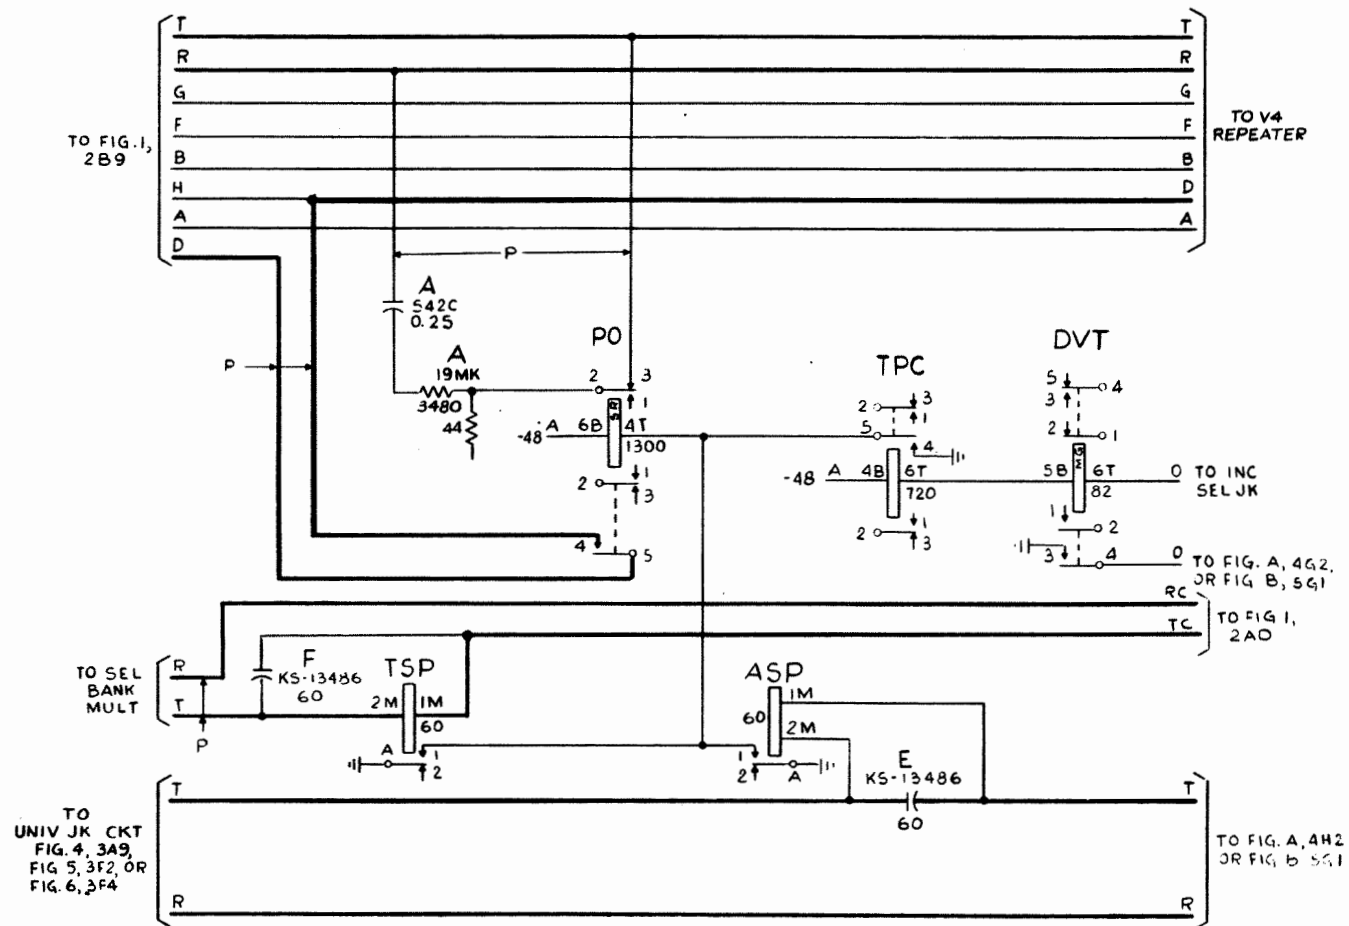 T T
R R
G G
F F
B B
H D
A A
D
TO FIG. 1,
2B9
TO V4
REPEATER
P
A
542C
0.25
P
A
19MK
3480
44
PO
2 3
1
SR
-48 A 6B 4T
1300
2 1
3
4 5
TPC
2 3
1
5 4
-48 A 4B 6T
720
2 1
3
DVT
5 4
3
2 1
MG
5B 6T
82
1 2
3 4
O TO INC
SEL JK
O TO FIG. A, 4G2,
OR FIG B, 5G1
RC
TC
TO FIG 1,
2A0
TO SEL
BANK
MULT
R
T
P
F
KS-13486
60
TSP
2M 1M
60
A 1
2
ASP
1M
60
2M
1
2 A
E
KS-13486
60
T T
TO
UNIV JK CKT
FIG. 4, 3A9,
FIG 5, 3F2, OR
FIG. 6, 3F4
TO FIG. A, 4H2
OR FIG B 5G1
R R